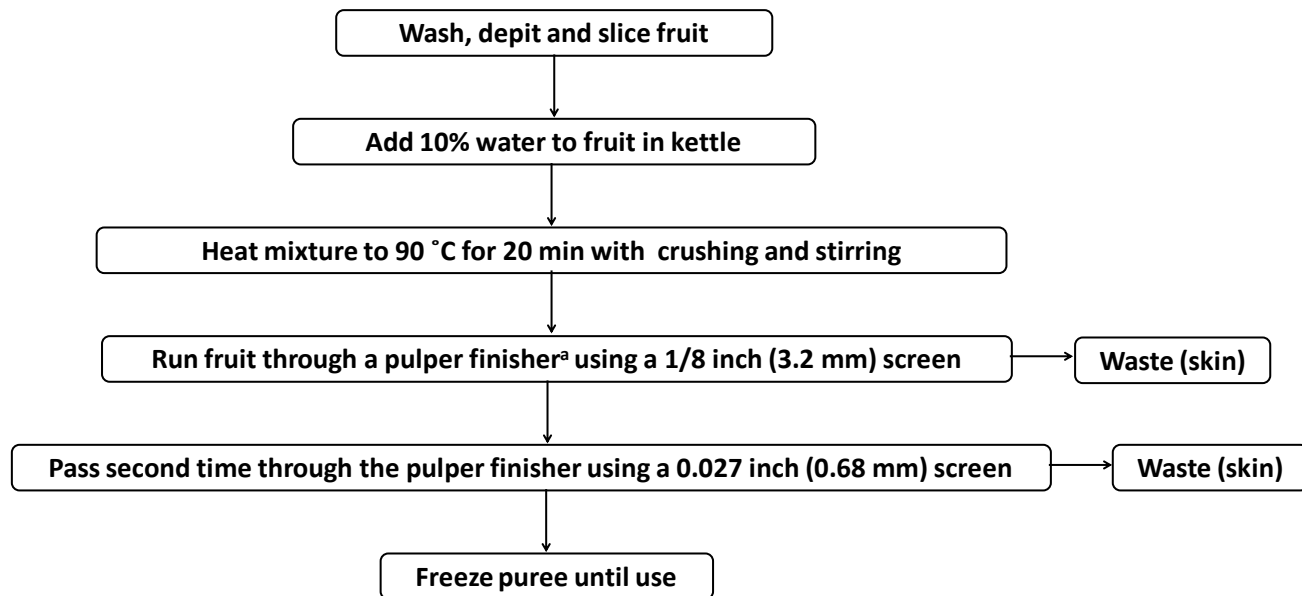 Wash, depit and slice fruit
Add 10% water to fruit in kettle
Heat mixture to 90 ˚C for 20 min with  crushing and stirring
Run fruit through a pulper finisherᵃ using a 1/8 inch (3.2 mm) screen
Waste (skin)
Pass second time through the pulper finisher using a 0.027 inch (0.68 mm) screen
Waste (skin)
Freeze puree until use